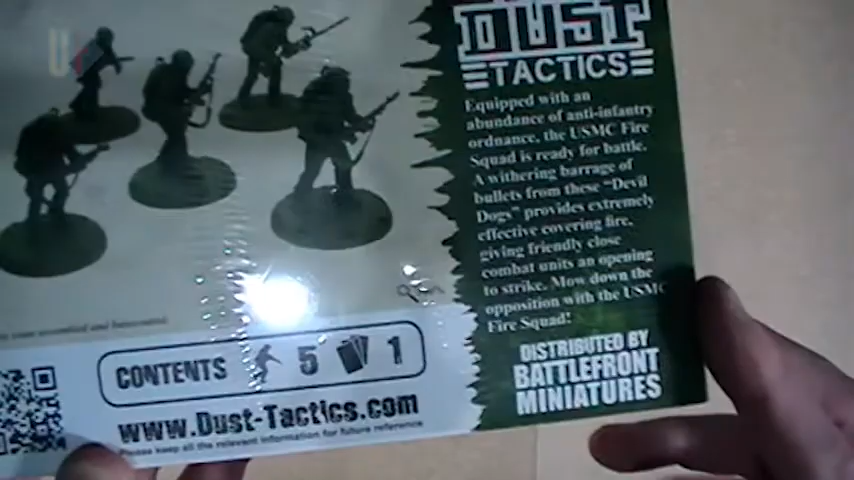 DUST
TACTICS
Equipped with an
abundance of anti-infantry
ordnance, the USMC Fire
Squad is ready for battle.
A withering barrage of
bullets from these "Devil
Dogs" provides extremely
effective covering fire,
giving friendly close
combat units an opening
to strike. Mow down the
opposition with the USMC
Fire Squad!
CONTENTS 5 1
www.Dust-Tactics.com
Please keep all the relevant information for future reference
DISTRIBUTED BY
BATTLEFRONT
MINIATURES